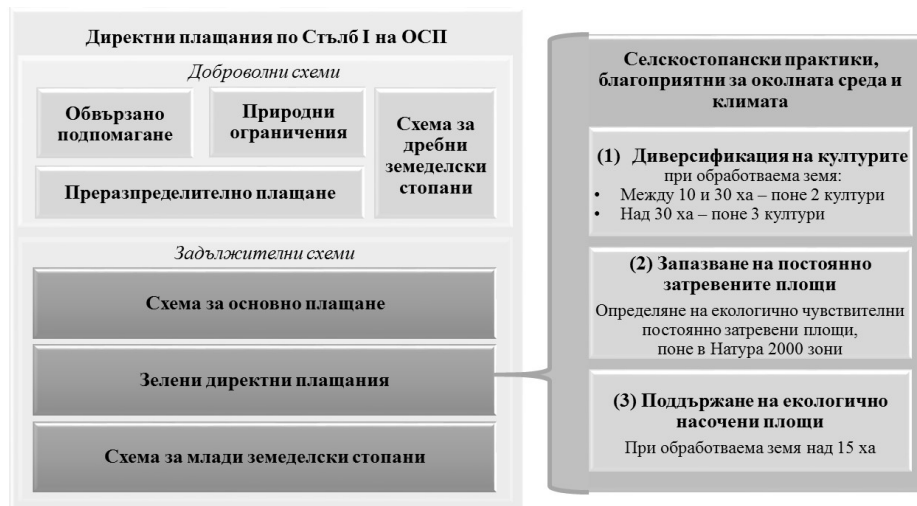 Директни плащания по Стълб I на ОСП
Доброволни схеми
Обвързано
подпомагане
Природни
ограничения
Схема за
дребни
земеделски
стопани
Преразпределително плащане
Задължителни схеми
Схема за основно плащане
Зелени директни плащания
Схема за млади земеделски стопани
Селскостопански практики,
благоприятни за околната среда и
климата
(1) Диверсификация на културите
при обработваема земя:
• Между 10 и 30 ха – поне 2 култури
• Над 30 ха – поне 3 култури
(2) Запазване на постоянно
затревените площи
Определяне на екологично чувствителни
постоянно затревени площи,
поне в Натура 2000 зони
(3) Поддържане на екологично
насочени площи
При обработваема земя над 15 ха